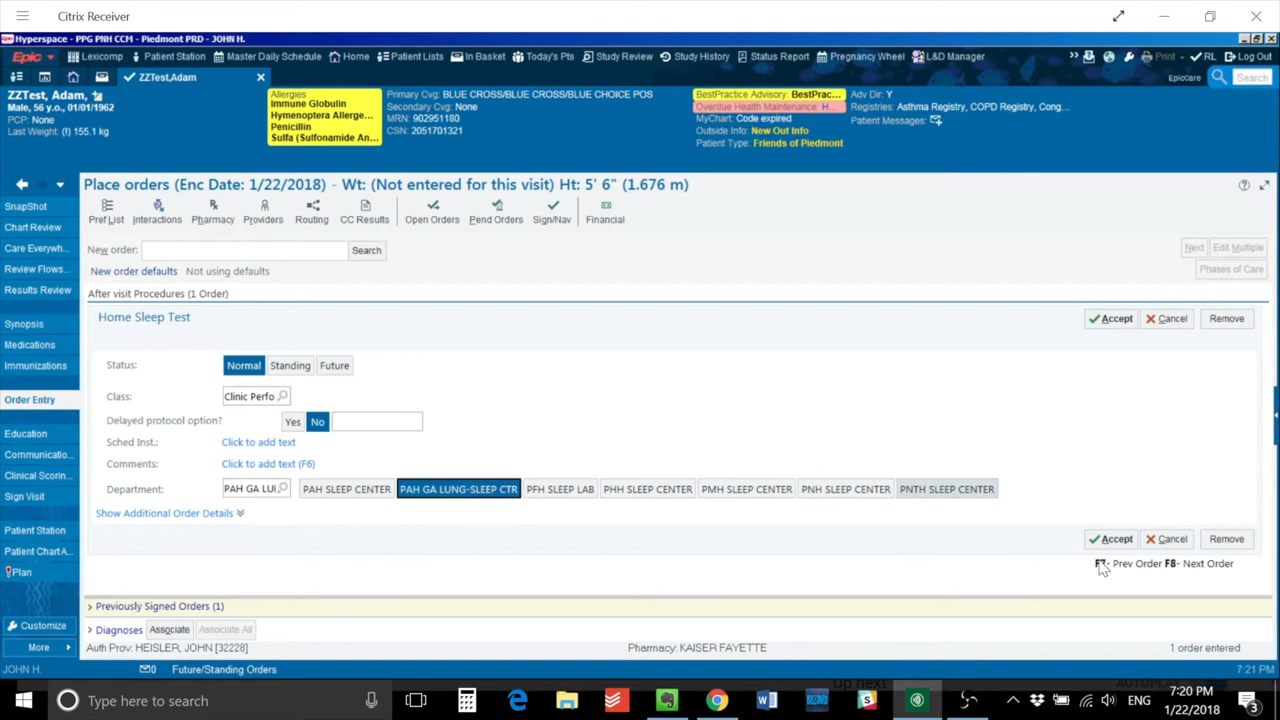 Citrix Receiver
Hyperspace - PPG PNH CCM - Piedmont PRD - JOHN H.
Epic Lexicomp Patient Station Master Daily Schedule Home Patient Lists In Basket Today's Pts Study Review Study History Status Report Pregnancy Wheel L&D Manager Print RL Log Out
ZZTest,Adam EpicCare Search
ZZTest, Adam,
Male, 56 y.o., 01/01/1962
PCP: None
Last Weight: (!) 155.1 kg
Allergies
Immune Globulin
Hymenoptera Allerge...
Penicillin
Sulfa (Sulfonamide An...
Primary Cvg: BLUE CROSS/BLUE CROSS/BLUE CHOICE POS
Secondary Cvg: None
MRN: 902951180
CSN: 2051701321
BestPractice Advisory: BestPrac...
Overdue Health Maintenance: H...
MyChart: Code expired
Outside Info: New Out Info
Patient Type: Friends of Piedmont
Adv Dir: Y
Registries: Asthma Registry, COPD Registry, Cong...
Patient Messages:
Place orders (Enc Date: 1/22/2018) - Wt: (Not entered for this visit) Ht: 5' 6" (1.676 m)
SnapShot
Chart Review
Care Everywh...
Review Flows...
Results Review
Synopsis
Medications
Immunizations
Order Entry
Education
Communicatio...
Clinical Scorin...
Sign Visit
Patient Station
Patient Chart A...
Plan
Customize
More
Pref List Interactions Pharmacy Providers Routing CC Results Open Orders Pend Orders Sign/Nav Financial
New order: Search Next Edit Multiple
New order defaults Not using defaults Phases of Care
After visit Procedures (1 Order)
Home Sleep Test Accept Cancel Remove
Status: Normal Standing Future
Class: Clinic Perfo
Delayed protocol option? Yes No
Sched Inst.: Click to add text
Comments: Click to add text (F6)
Department: PAH GA LUI PAH SLEEP CENTER PAH GA LUNG-SLEEP CTR PFH SLEEP LAB PHH SLEEP CENTER PMH SLEEP CENTER PNH SLEEP CENTER PNTH SLEEP CENTER
Show Additional Order Details
Accept Cancel Remove
F7- Prev Order F8- Next Order
Previously Signed Orders (1)
Diagnoses Associate Associate All
Auth Prov: HEISLER, JOHN [32228] Pharmacy: KAISER FAYETTE 1 order entered
JOHN H. 0 Future/Standing Orders 7:21 PM
Type here to search
Up next AUTOPLAY
ENG 7:20 PM
1/22/2018
3